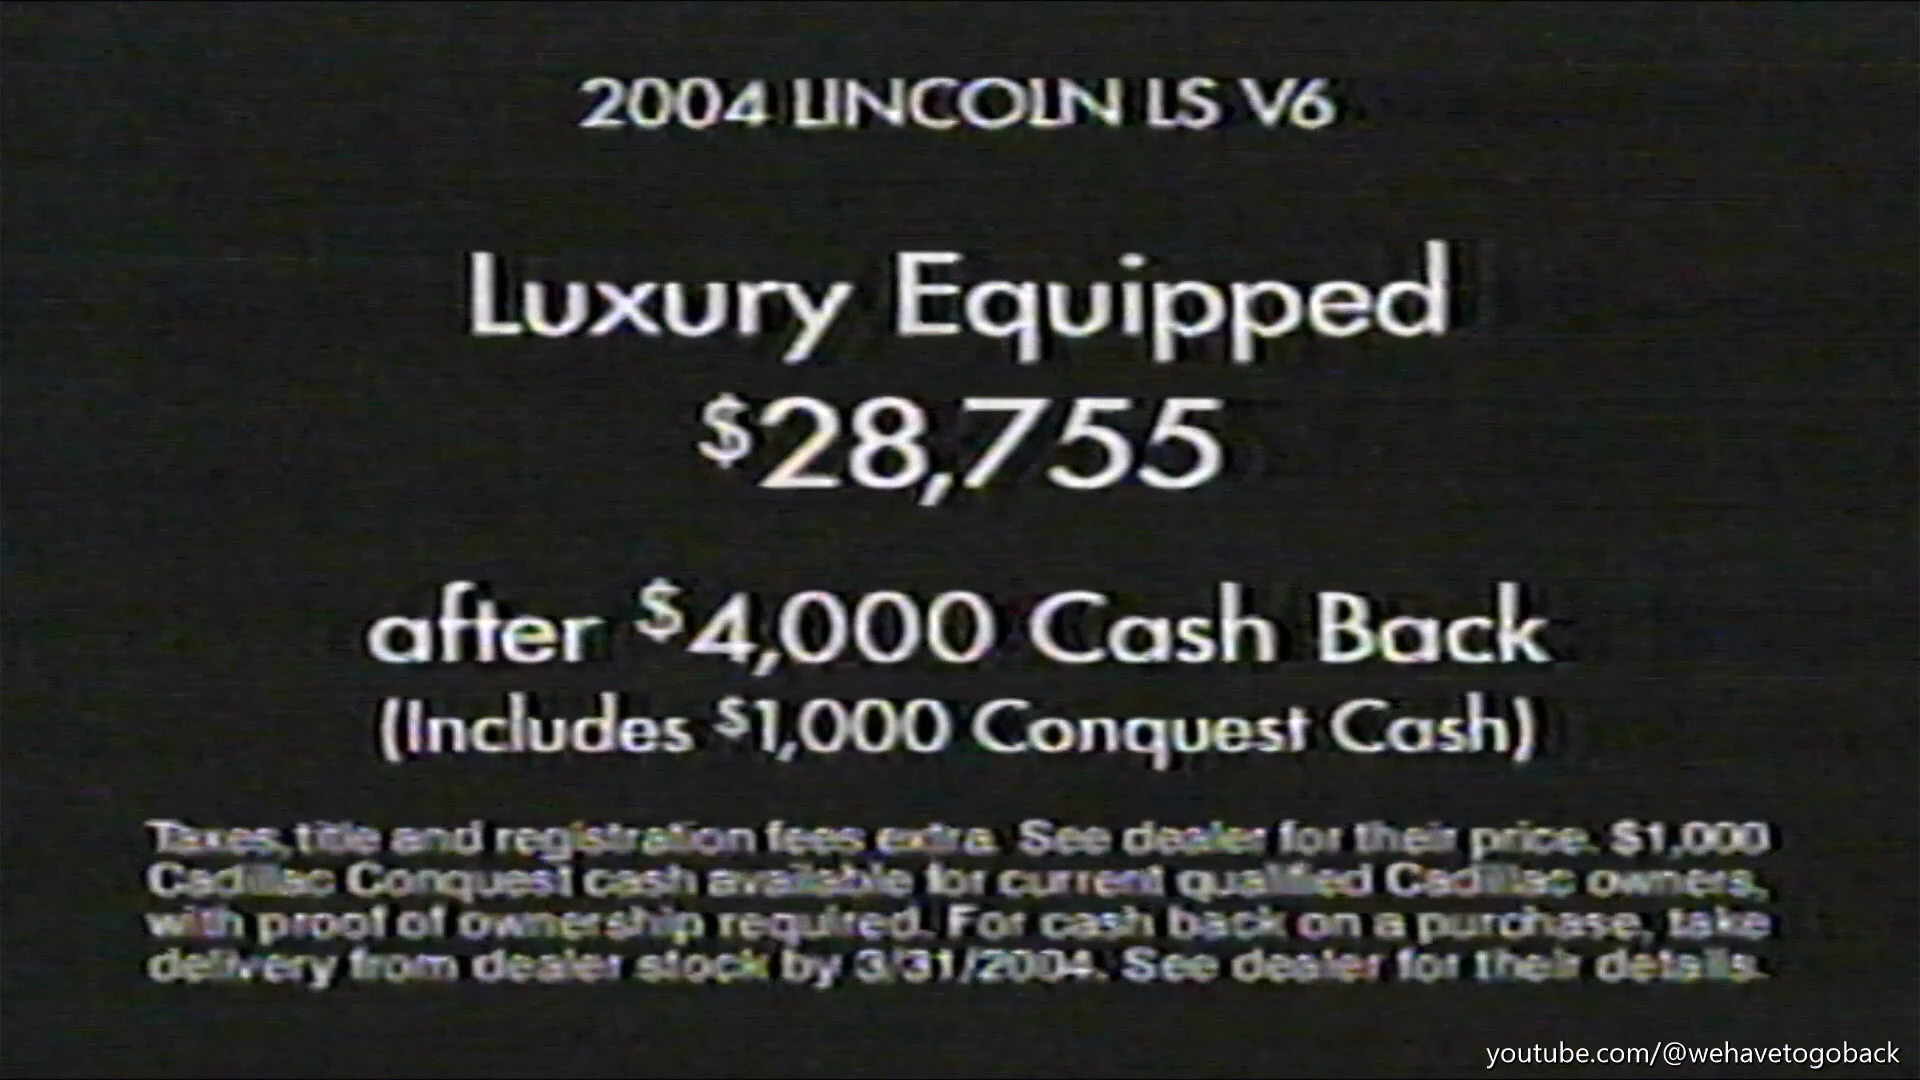 2004 LINCOLN LS V6
Luxury Equipped
$28,755
after $4,000 Cash Back
(Includes $1,000 Conquest Cash)
Taxes, title and registration fees extra. See dealer for their price. $1,000
Cadillac Conquest cash available for current qualified Cadillac owners,
with proof of ownership required. For cash back on a purchase, take
delivery from dealer stock by 3/31/2004. See dealer for their details.
youtube.com/@wehavetogoback